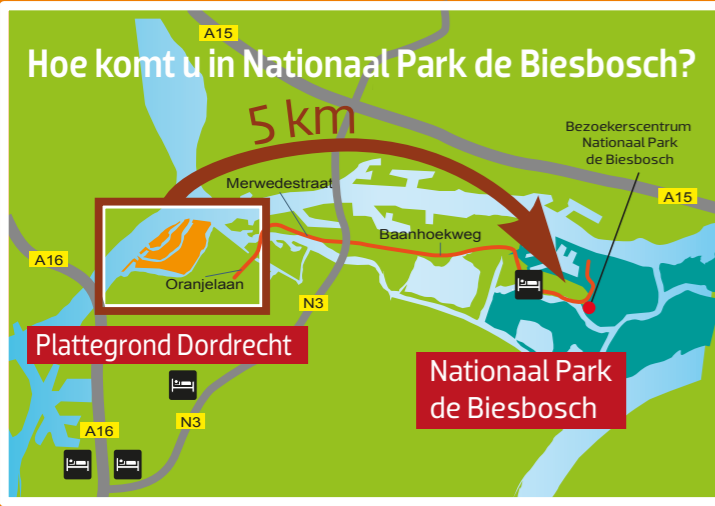 A15
Hoe komt u in Nationaal Park de Biesbosch?
5 km
Bezoekerscentrum
Nationaal Park
de Biesbosch
Merwedestraat
A15
Baanhoekweg
A16
Oranjelaan
N3
Plattegrond Dordrecht
Nationaal Park
de Biesbosch
N3
A16